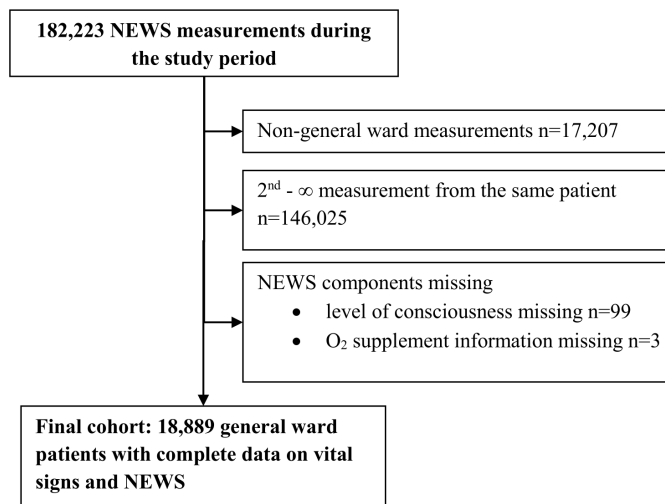 182,223 NEWS measurements during
the study period
Non-general ward measurements n=17,207
2nd - ∞ measurement from the same patient
n=146,025
NEWS components missing
• level of consciousness missing n=99
• O₂ supplement information missing n=3
Final cohort: 18,889 general ward
patients with complete data on vital
signs and NEWS